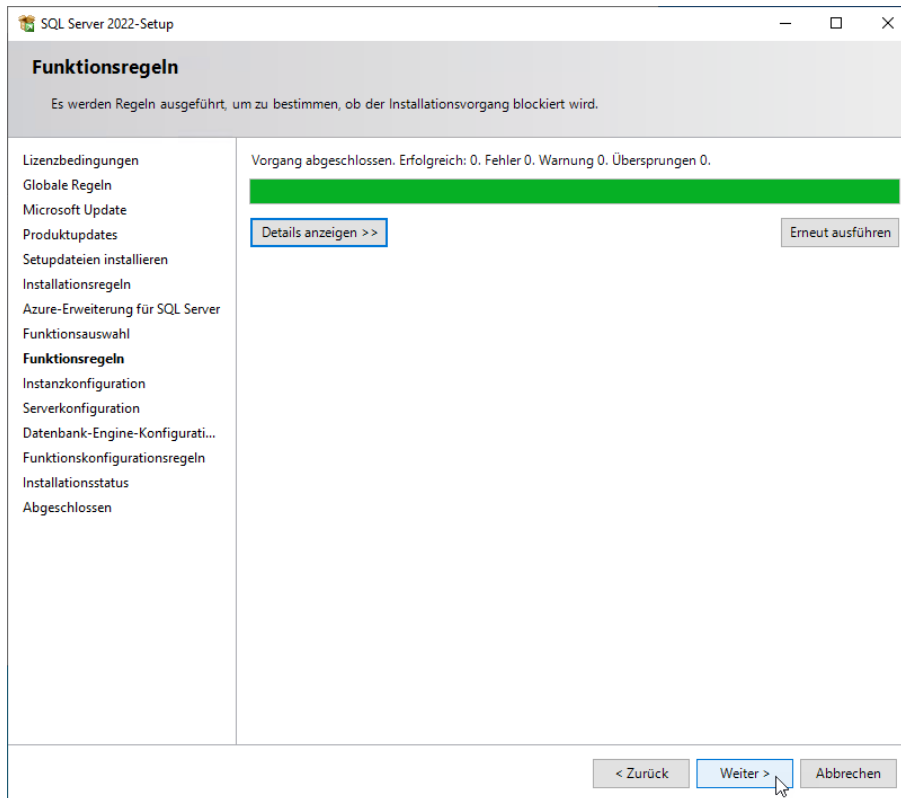 SQL Server 2022-Setup
Funktionsregeln
Es werden Regeln ausgeführt, um zu bestimmen, ob der Installationsvorgang blockiert wird.
Lizenzbedingungen
Globale Regeln
Microsoft Update
Produktupdates
Setupdateien installieren
Installationsregeln
Azure-Erweiterung für SQL Server
Funktionsauswahl
Funktionsregeln
Instanzkonfiguration
Serverkonfiguration
Datenbank-Engine-Konfigurati...
Funktionskonfigurationsregeln
Installationsstatus
Abgeschlossen
Vorgang abgeschlossen. Erfolgreich: 0. Fehler 0. Warnung 0. Übersprungen 0.
Details anzeigen >>
Erneut ausführen
< Zurück
Weiter >
Abbrechen